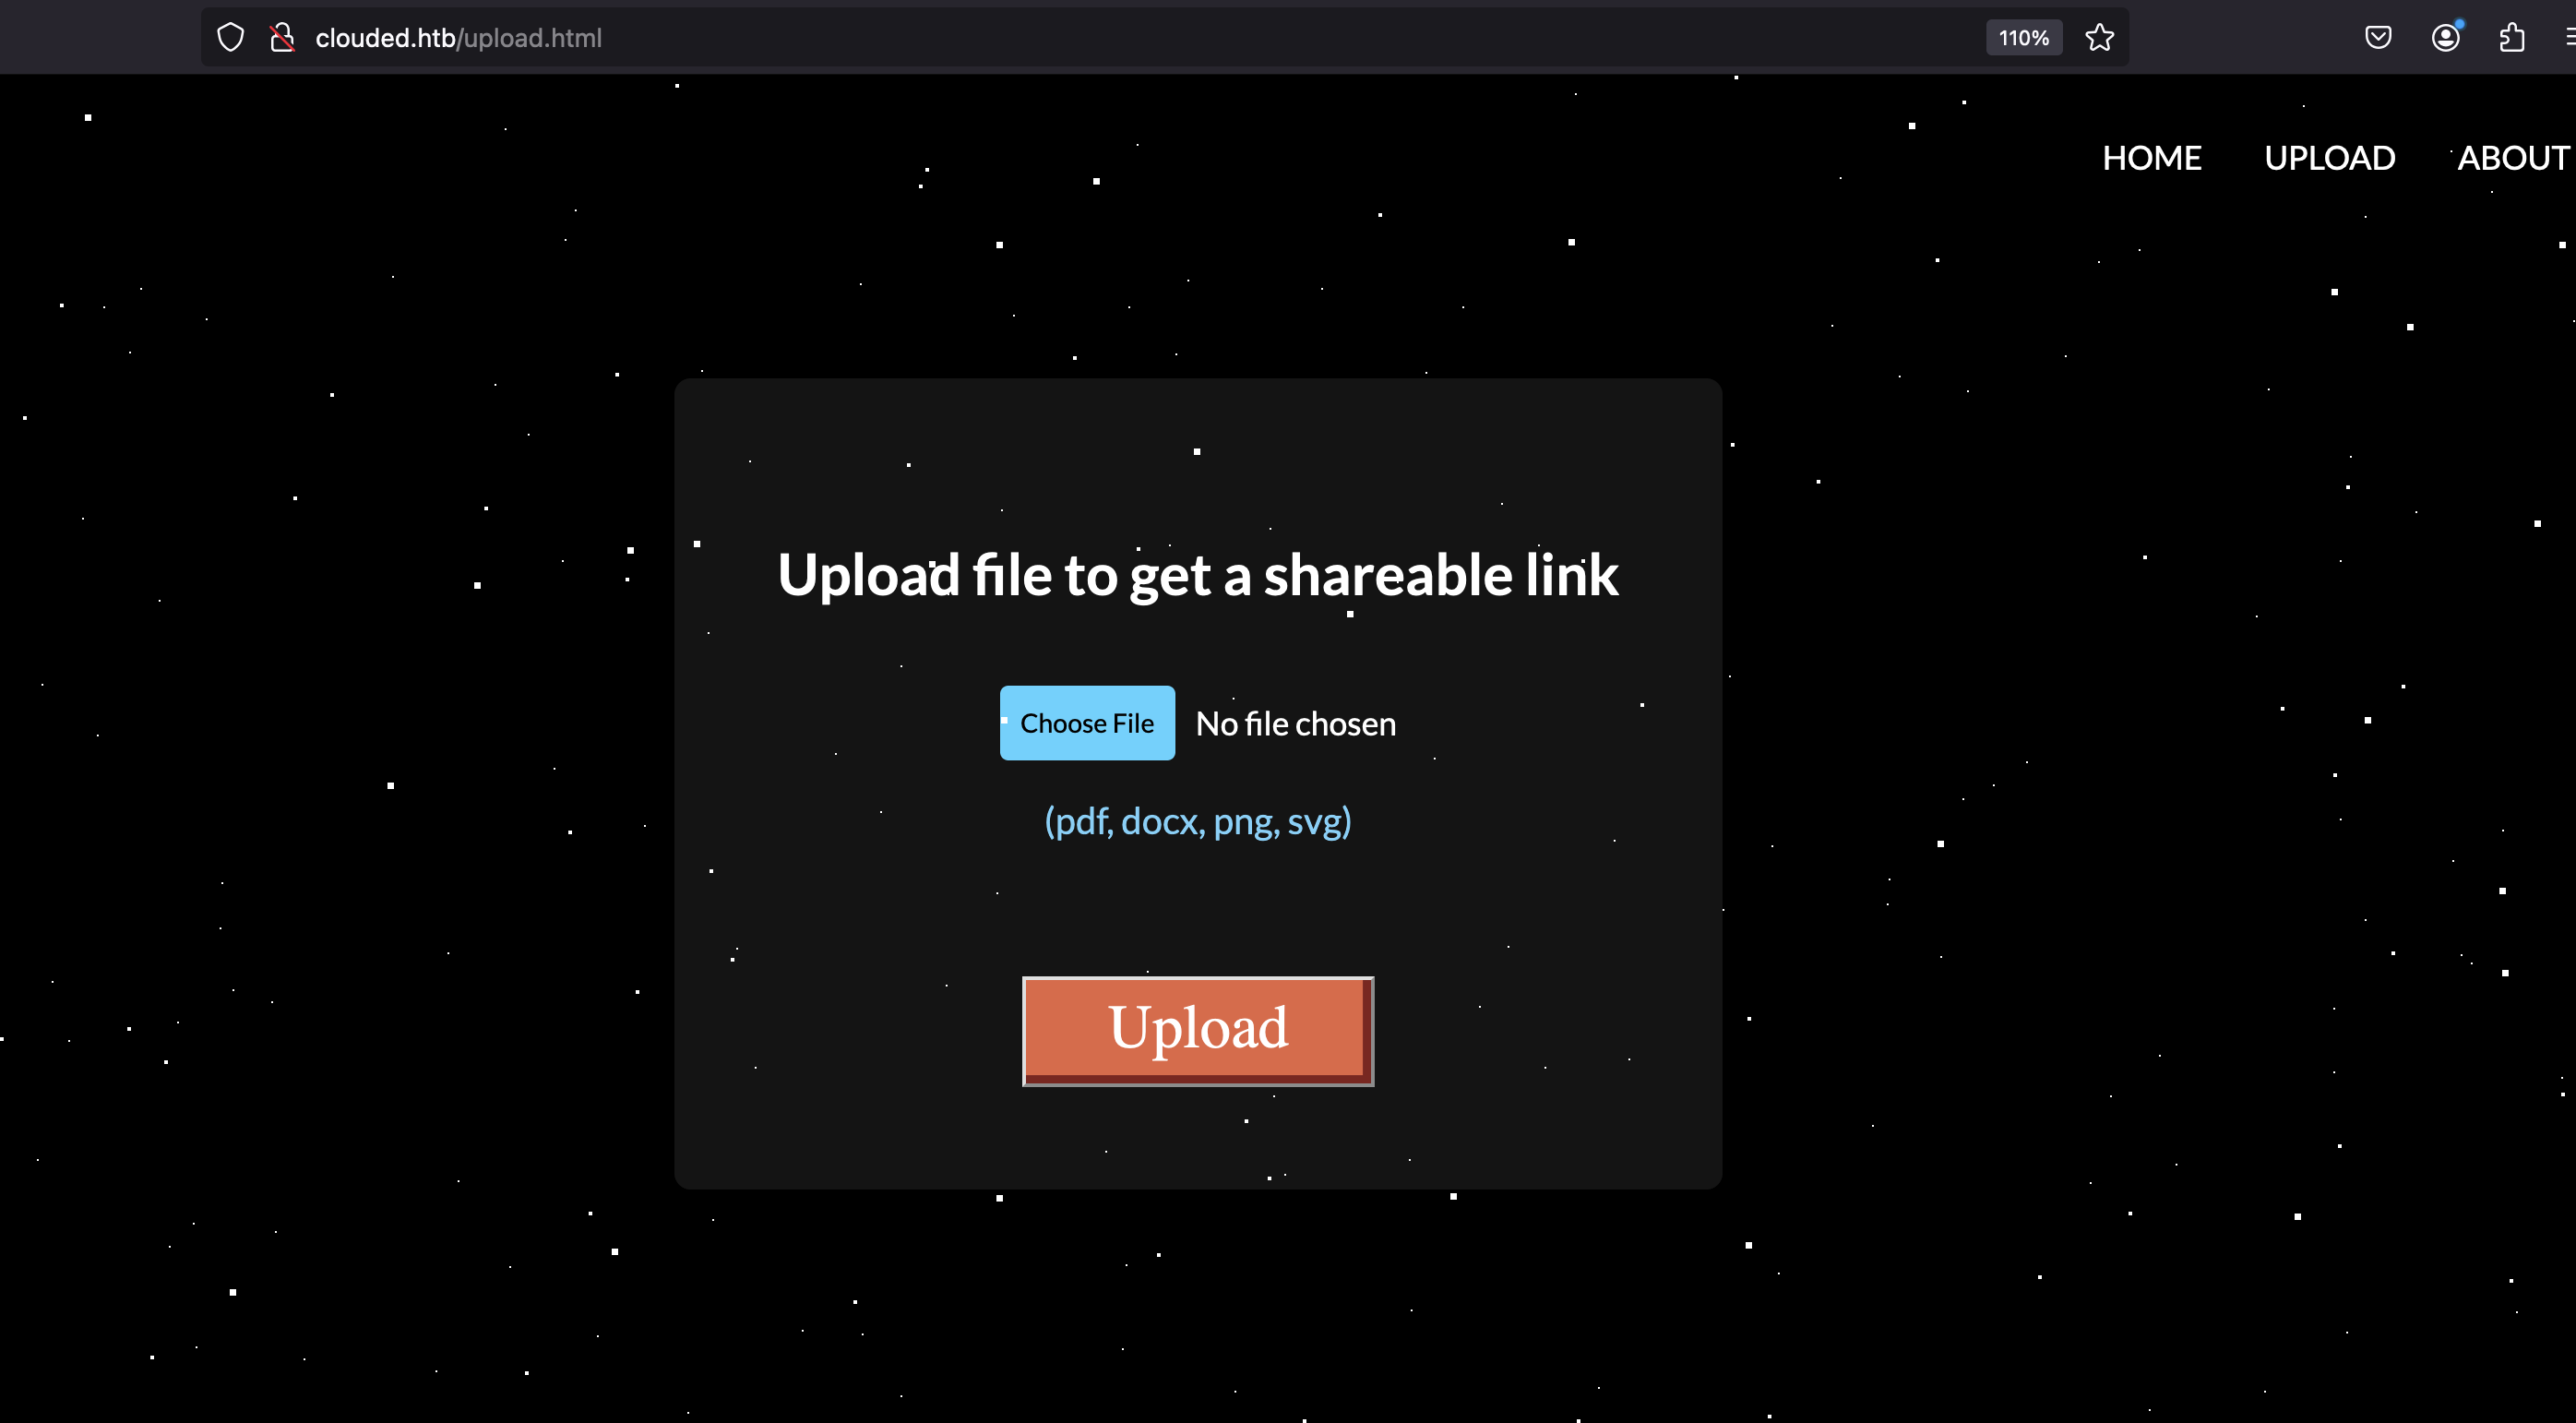 clouded.htb/upload.html 110%
HOME UPLOAD ABOUT
Upload file to get a shareable link
Choose File No file chosen
(pdf, docx, png, svg)
Upload